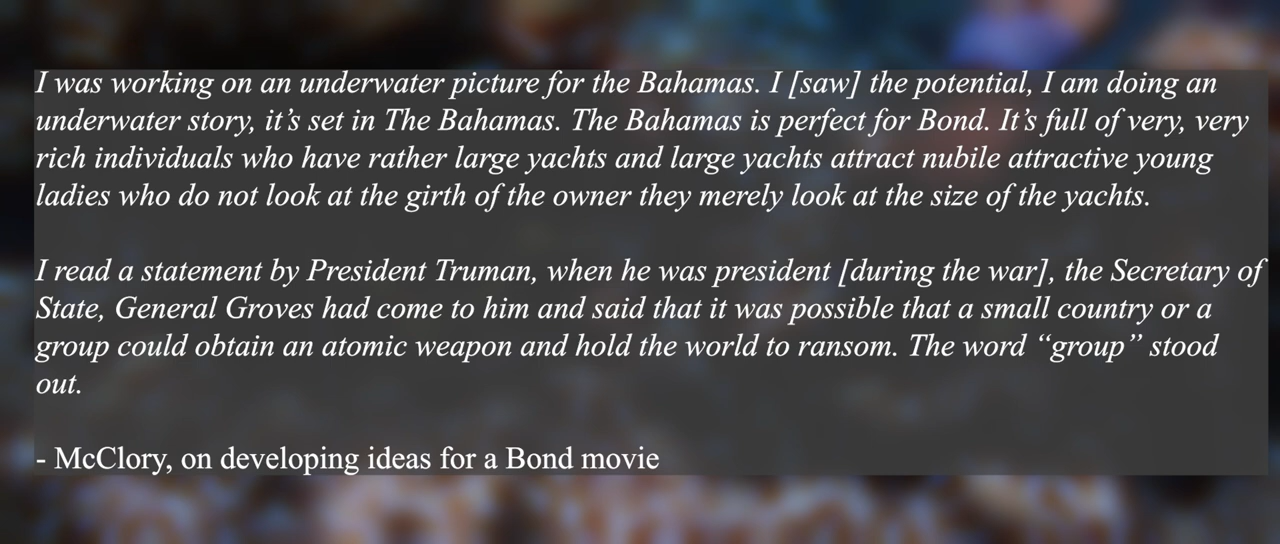 I was working on an underwater picture for the Bahamas. I [saw] the potential, I am doing an
underwater story, it’s set in The Bahamas. The Bahamas is perfect for Bond. It’s full of very, very
rich individuals who have rather large yachts and large yachts attract nubile attractive young
ladies who do not look at the girth of the owner they merely look at the size of the yachts.
I read a statement by President Truman, when he was president [during the war], the Secretary of
State, General Groves had come to him and said that it was possible that a small country or a
group could obtain an atomic weapon and hold the world to ransom. The word “group” stood
out.
- McClory, on developing ideas for a Bond movie